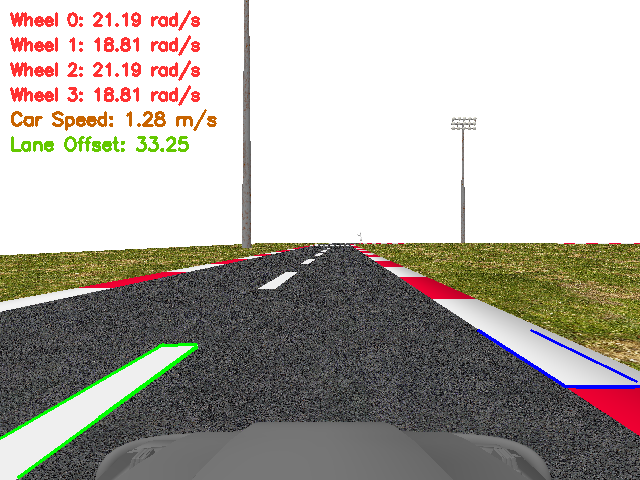 Wheel 0: 21.19 rad/s
Wheel 1: 18.81 rad/s
Wheel 2: 21.19 rad/s
Wheel 3: 18.81 rad/s
Car Speed: 1.28 m/s
Lane Offset: 33.25